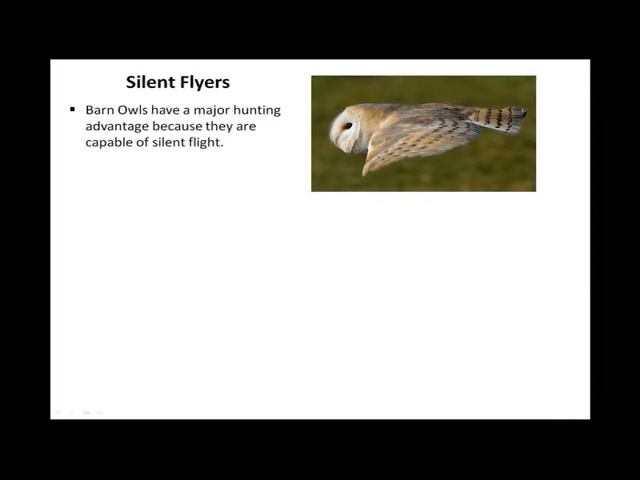 Silent Flyers
▪ Barn Owls have a major hunting
advantage because they are
capable of silent flight.